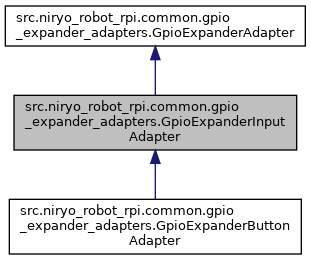 src.niryo_robot_rpi.common.gpio
_expander_adapters.GpioExpanderAdapter
src.niryo_robot_rpi.common.gpio
_expander_adapters.GpioExpanderInput
Adapter
src.niryo_robot_rpi.common.gpio
_expander_adapters.GpioExpanderButton
Adapter